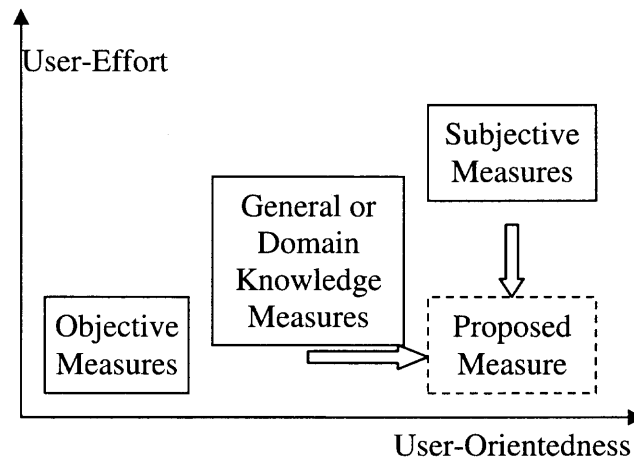 User-Effort
Subjective
Measures
General or
Domain
Knowledge
Measures
Objective
Measures
Proposed
Measure
User-Orientedness